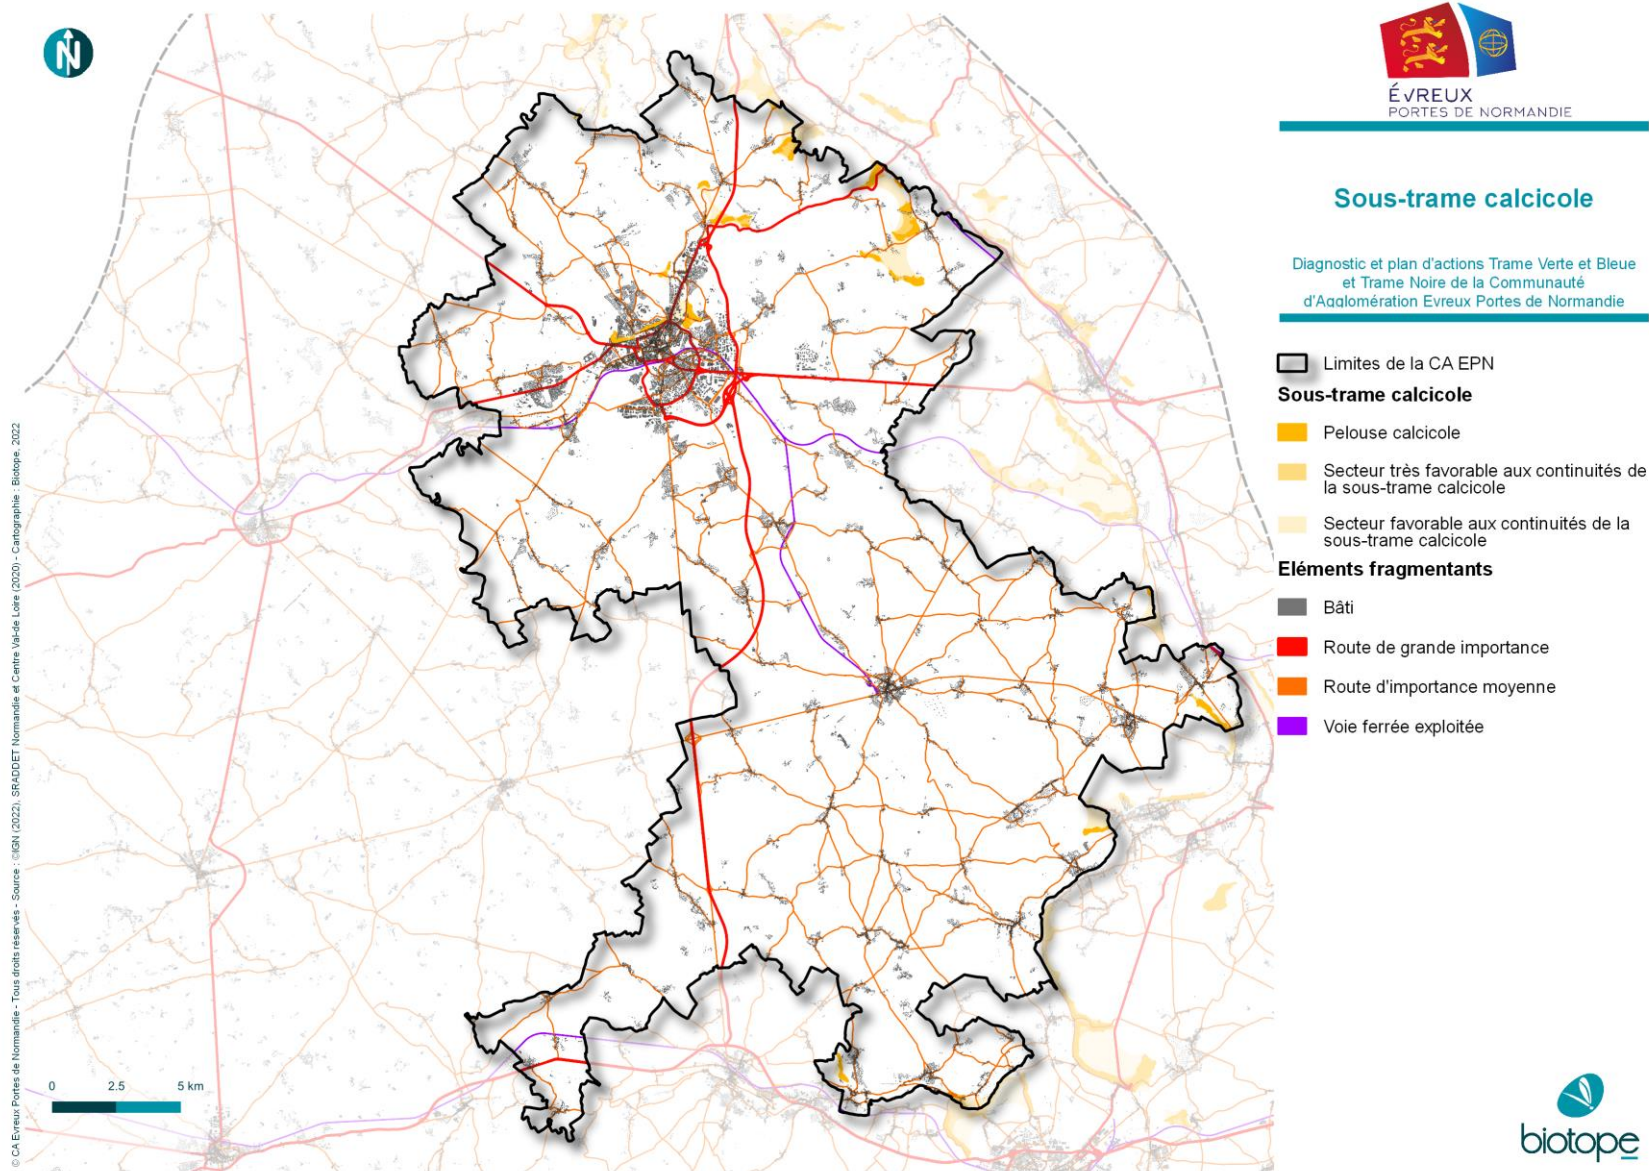 N
ÉVREUX
PORTES DE NORMANDIE
Sous-trame calcicole
Diagnostic et plan d'actions Trame Verte et Bleue
et Trame Noire de la Communauté
d'Agglomération Evreux Portes de Normandie
Limites de la CA EPN
Sous-trame calcicole
Pelouse calcicole
Secteur très favorable aux continuités de
la sous-trame calcicole
Secteur favorable aux continuités de la
sous-trame calcicole
Eléments fragmentants
Bâti
Route de grande importance
Route d'importance moyenne
Voie ferrée exploitée
0 2.5 5 km
© CA Evreux Portes de Normandie - Tous droits réservés - Source : ©IGN (2022), SRADDET Normandie et Centre Val-de Loire (2020) - Cartographie : Biotope, 2022
biotope